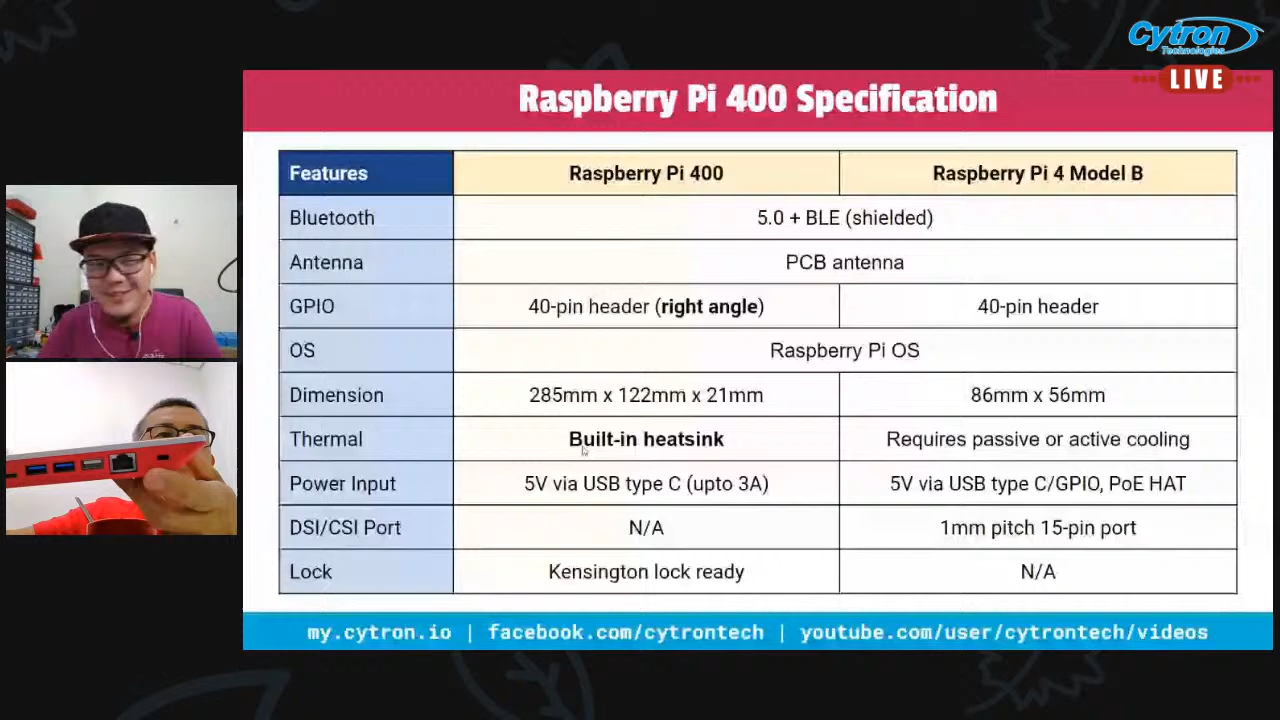 Cytron
Technologies
LIVE
Raspberry Pi 400 Specification
Features Raspberry Pi 400 Raspberry Pi 4 Model B
Bluetooth 5.0 + BLE (shielded)
Antenna PCB antenna
GPIO 40-pin header (right angle) 40-pin header
OS Raspberry Pi OS
Dimension 285mm x 122mm x 21mm 86mm x 56mm
Thermal Built-in heatsink Requires passive or active cooling
Power Input 5V via USB type C (upto 3A) 5V via USB type C/GPIO, PoE HAT
DSI/CSI Port N/A 1mm pitch 15-pin port
Lock Kensington lock ready N/A
my.cytron.io | facebook.com/cytrontech | youtube.com/user/cytrontech/videos